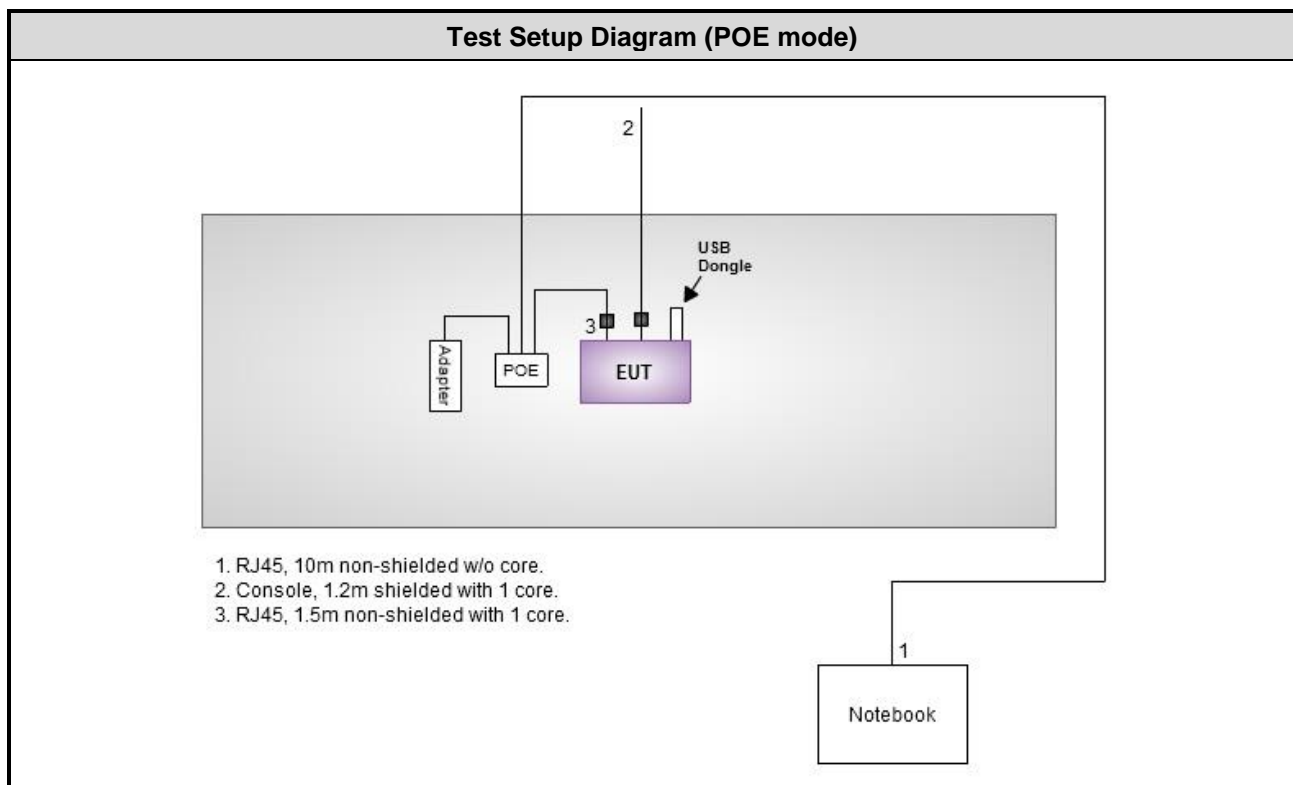 Test Setup Diagram (POE mode)
2
USB
Dongle
3
Adapter
POE
EUT
1. RJ45, 10m non-shielded w/o core.
2. Console, 1.2m shielded with 1 core.
3. RJ45, 1.5m non-shielded with 1 core.
1
Notebook